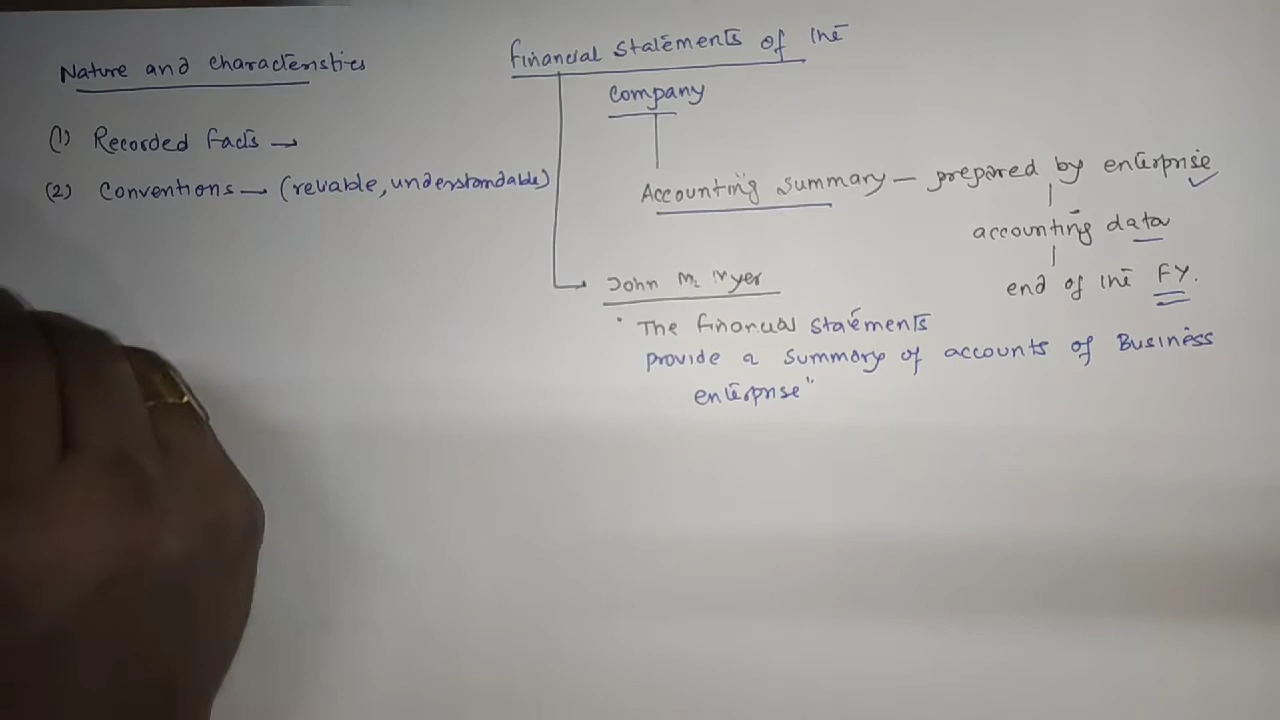 Nature and characteristics
(1) Recorded Facts →
(2) Conventions → (reliable, understandable)
Financial Statements of the
Company
Accounting Summary – prepared by enterprise
accounting data
end of the FY.
John M.
"The financial statements
provide a summary of accounts of Business
enterprise"